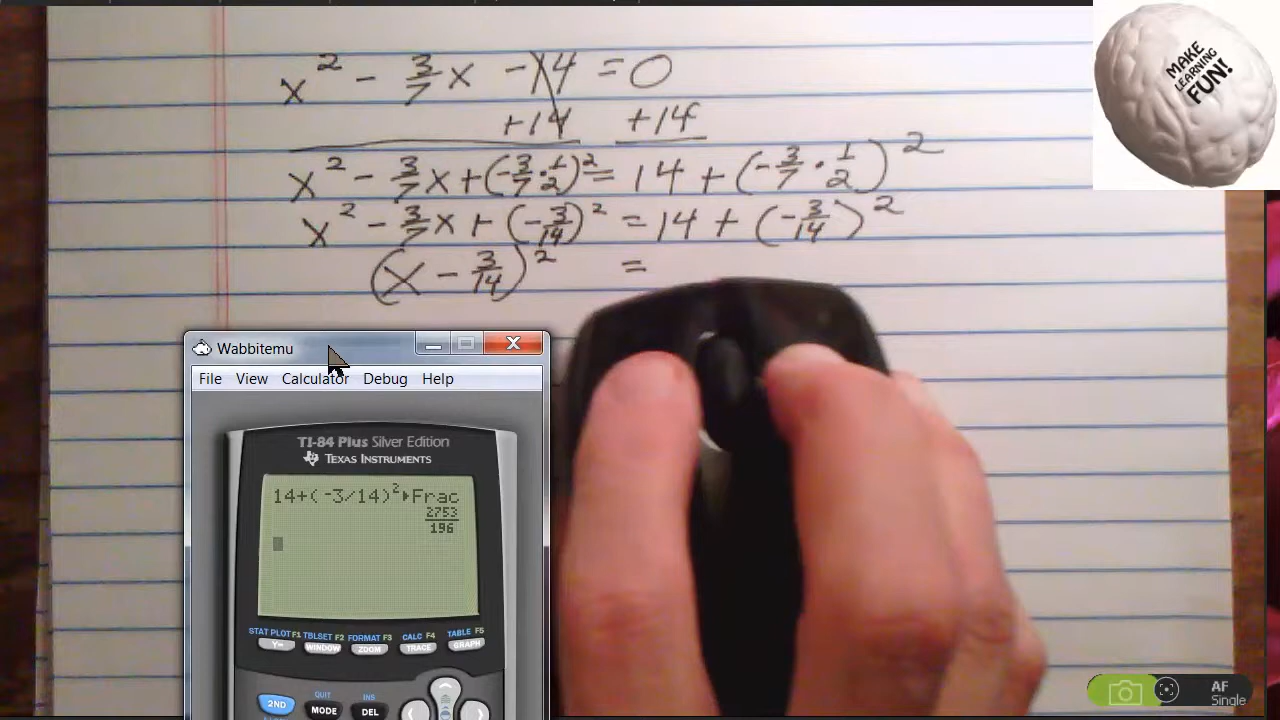 x² - 3/7 x - 14 = 0
+14 +14
x² - 3/7 x + (-3/7 · 1/2)² = 14 + (-3/7 · 1/2)²
x² - 3/7 x + (-3/14)² = 14 + (-3/14)²
(x - 3/14)² =
MAKE
LEARNING
FUN!
Wabbitemu
File View Calculator Debug Help
TI-84 Plus Silver Edition
TEXAS INSTRUMENTS
14+(-3/14)²▸Frac
2753
196
STAT PLOT F1 TBLSET F2 FORMAT F3 CALC F4 TABLE F5
Y= WINDOW ZOOM TRACE GRAPH
QUIT INS
2ND MODE DEL
AF
Single